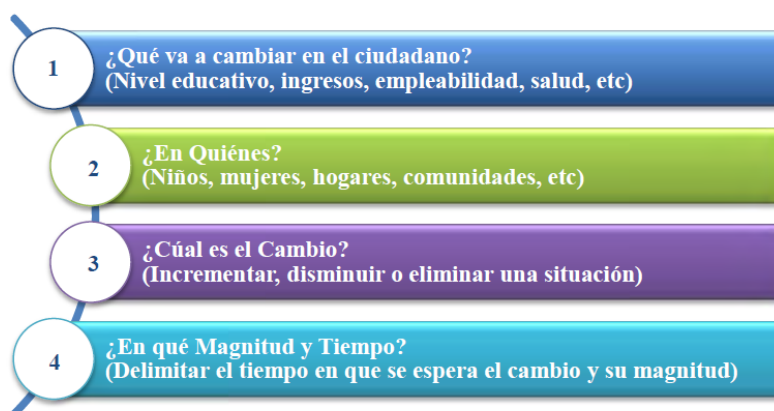 1
¿Qué va a cambiar en el ciudadano?
(Nivel educativo, ingresos, empleabilidad, salud, etc)
2
¿En Quiénes?
(Niños, mujeres, hogares, comunidades, etc)
3
¿Cúal es el Cambio?
(Incrementar, disminuir o eliminar una situación)
4
¿En qué Magnitud y Tiempo?
(Delimitar el tiempo en que se espera el cambio y su magnitud)